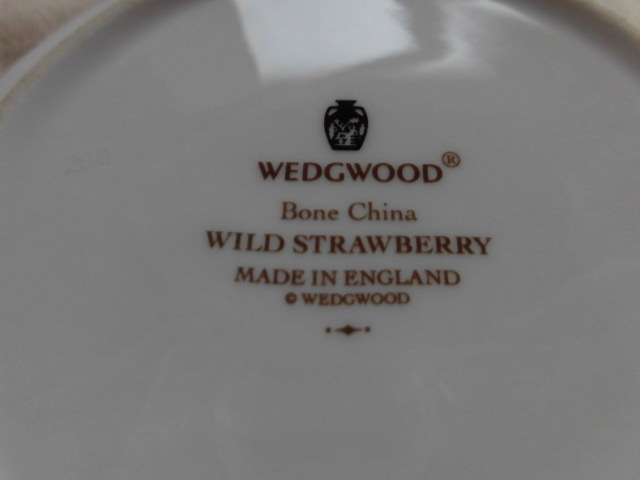 WEDGWOOD®
Bone China
WILD STRAWBERRY
MADE IN ENGLAND
© WEDGWOOD